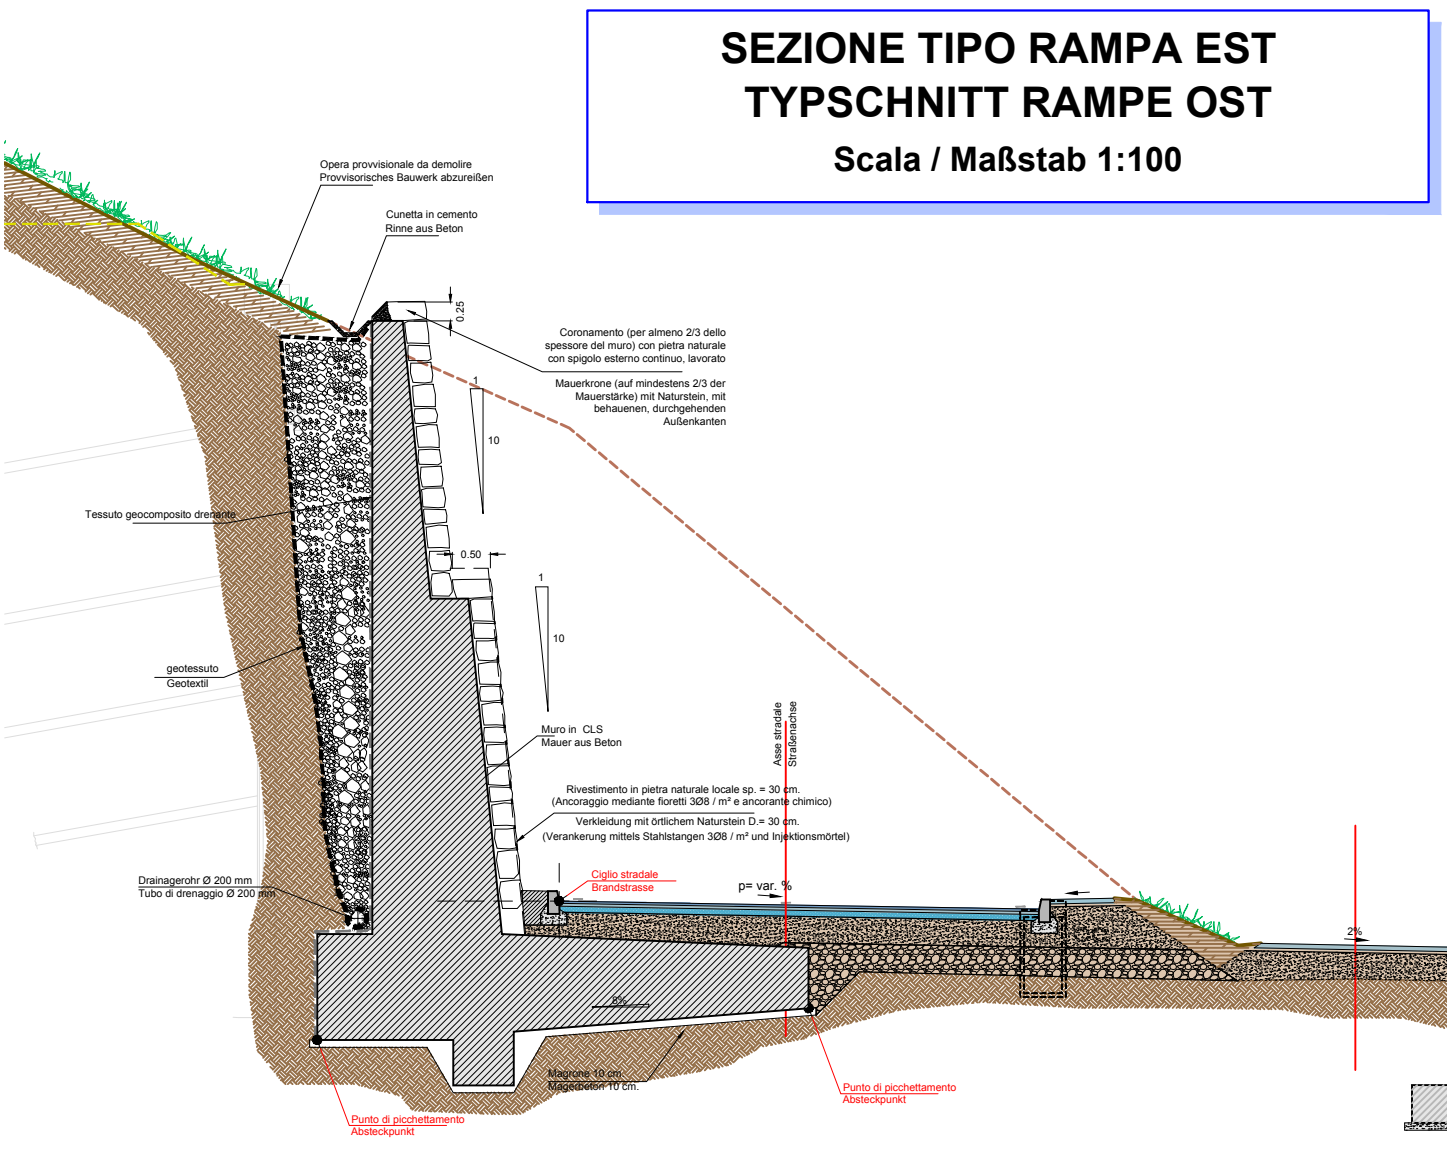 SEZIONE TIPO RAMPA EST
TYPSCHNITT RAMPE OST
Scala / Maßstab 1:100
Opera provvisionale da demolire
Provvisorisches Bauwerk abzureißen
Cunetta in cemento
Rinne aus Beton
0.25
Coronamento (per almeno 2/3 dello
spessore del muro) con pietra naturale
con spigolo esterno continuo, lavorato
Mauerkrone (auf mindestens 2/3 der
Mauerstärke) mit Naturstein, mit
behauenen, durchgehenden
Außenkanten
1
10
Tessuto geocomposito drenante
0.50
1
10
geotessuto
Geotextil
Muro in CLS
Mauer aus Beton
Asse stradale
Straßenachse
Rivestimento in pietra naturale locale sp. = 30 cm.
(Ancoraggio mediante fioretti 3Ø8 / m² e ancorante chimico)
Verkleidung mit örtlichem Naturstein D.= 30 cm.
(Verankerung mittels Stahlstangen 3Ø8 / m² und Injektionsmörtel)
Drainagerohr Ø 200 mm
Tubo di drenaggio Ø 200 mm
Ciglio stradale
Brandstrasse
p= var. %
2%
8%
Magrone 10 cm.
Magerbeton 10 cm.
Punto di picchettamento
Absteckpunkt
Punto di picchettamento
Absteckpunkt